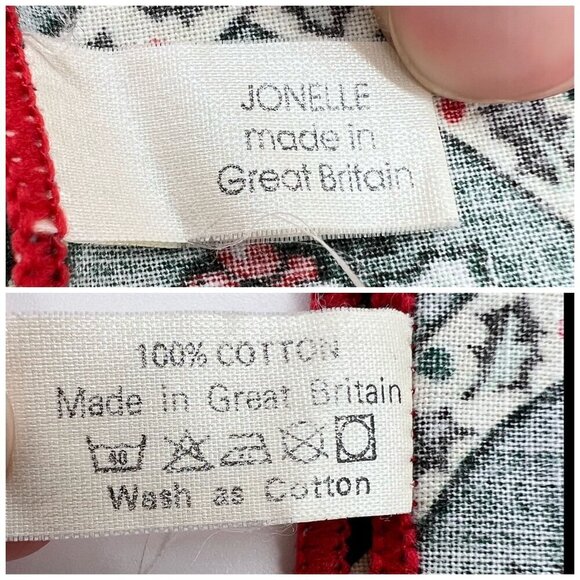 JONELLE
made in
Great Britain
100% COTTON
Made in Great Britain
40
Wash as Cotton